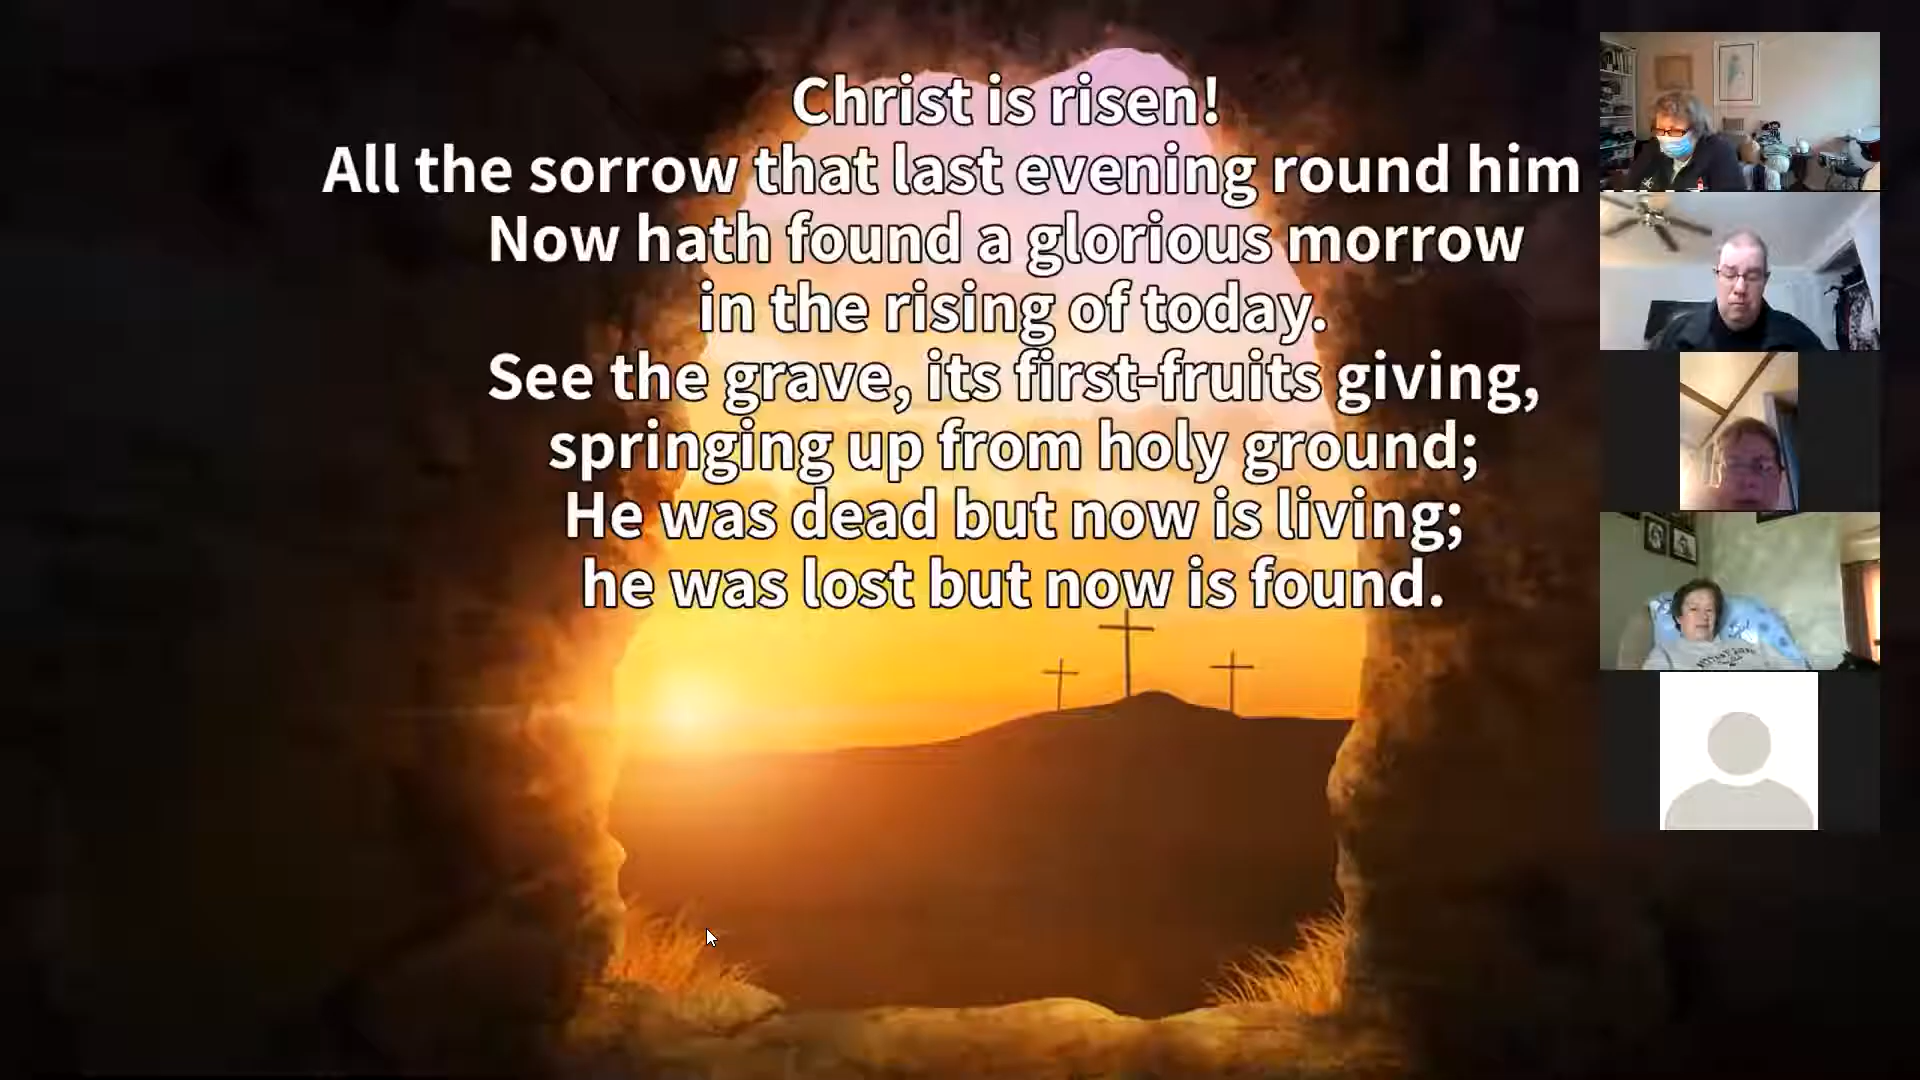 Christ is risen!
All the sorrow that last evening round him
Now hath found a glorious morrow
in the rising of today.
See the grave, its first-fruits giving,
springing up from holy ground;
He was dead but now is living;
he was lost but now is found.